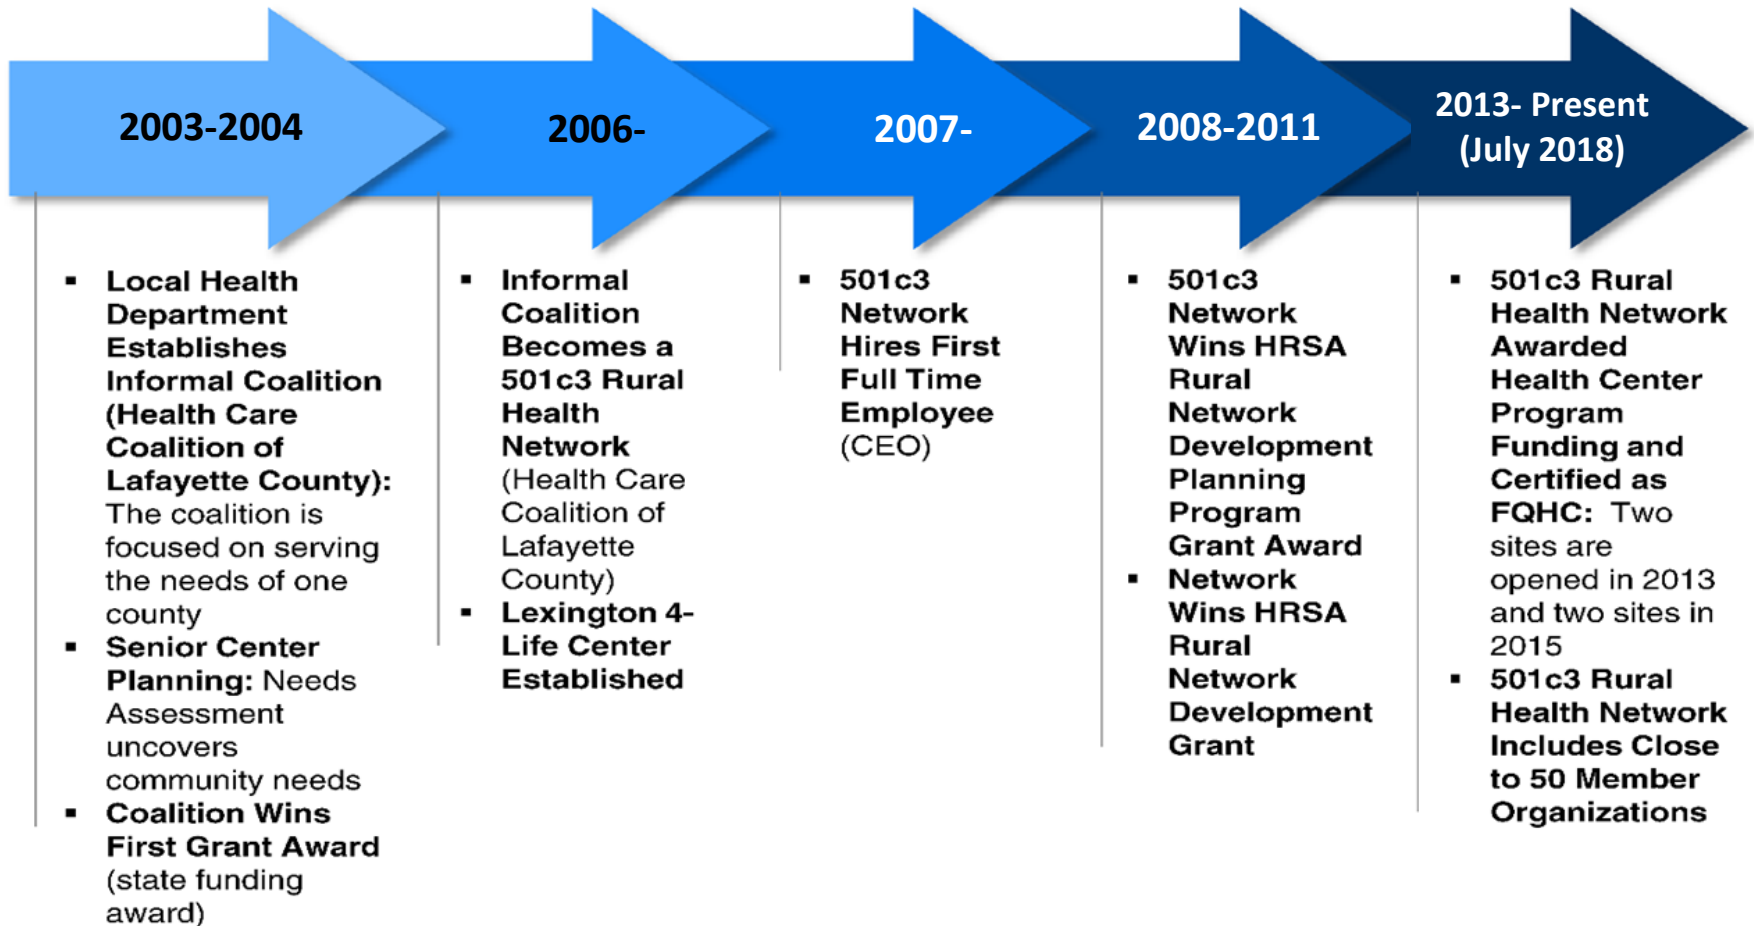 2003-2004
2006-
2007-
2008-2011
2013- Present
(July 2018)
▪ Local Health
Department
Establishes
Informal Coalition
(Health Care
Coalition of
Lafayette County):
The coalition is
focused on serving
the needs of one
county
▪ Senior Center
Planning: Needs
Assessment
uncovers
community needs
▪ Coalition Wins
First Grant Award
(state funding
award)
▪ Informal
Coalition
Becomes a
501c3 Rural
Health
Network
(Health Care
Coalition of
Lafayette
County)
▪ Lexington 4-
Life Center
Established
▪ 501c3
Network
Hires First
Full Time
Employee
(CEO)
▪ 501c3
Network
Wins HRSA
Rural
Network
Development
Planning
Program
Grant Award
▪ Network
Wins HRSA
Rural
Network
Development
Grant
▪ 501c3 Rural
Health Network
Awarded
Health Center
Program
Funding and
Certified as
FQHC: Two
sites are
opened in 2013
and two sites in
2015
▪ 501c3 Rural
Health Network
Includes Close
to 50 Member
Organizations